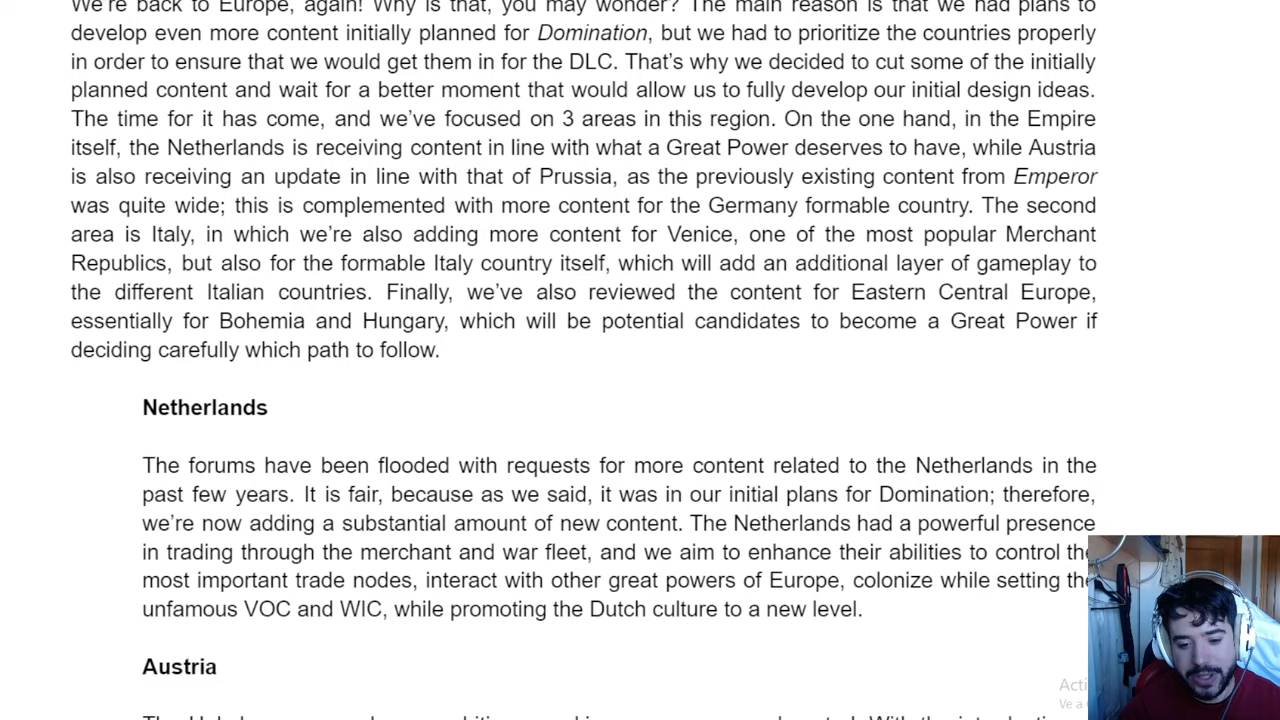 We're back to Europe, again! Why is that, you may wonder? The main reason is that we had plans to
develop even more content initially planned for Domination, but we had to prioritize the countries properly
in order to ensure that we would get them in for the DLC. That's why we decided to cut some of the initially
planned content and wait for a better moment that would allow us to fully develop our initial design ideas.
The time for it has come, and we've focused on 3 areas in this region. On the one hand, in the Empire
itself, the Netherlands is receiving content in line with what a Great Power deserves to have, while Austria
is also receiving an update in line with that of Prussia, as the previously existing content from Emperor
was quite wide; this is complemented with more content for the Germany formable country. The second
area is Italy, in which we're also adding more content for Venice, one of the most popular Merchant
Republics, but also for the formable Italy country itself, which will add an additional layer of gameplay to
the different Italian countries. Finally, we've also reviewed the content for Eastern Central Europe,
essentially for Bohemia and Hungary, which will be potential candidates to become a Great Power if
deciding carefully which path to follow.
Netherlands
The forums have been flooded with requests for more content related to the Netherlands in the
past few years. It is fair, because as we said, it was in our initial plans for Domination; therefore,
we're now adding a substantial amount of new content. The Netherlands had a powerful presence
in trading through the merchant and war fleet, and we aim to enhance their abilities to control the
most important trade nodes, interact with other great powers of Europe, colonize while setting the
unfamous VOC and WIC, while promoting the Dutch culture to a new level.
Austria
Acti
Ve a